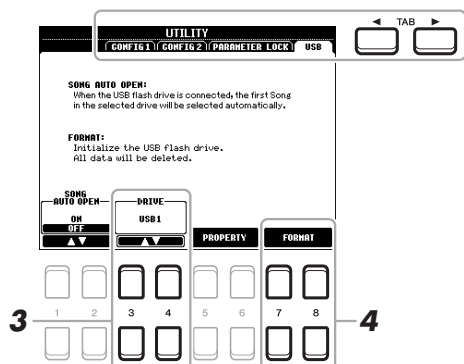 ◀ TAB ▶
UTILITY
CONFIG 1 CONFIG 2 PARAMETER LOCK USB
SONG AUTO OPEN:
When the USB flash drive is connected, the first Song
in the selected drive will be selected automatically.
FORMAT:
Initialize the USB flash drive.
All data will be deleted.
SONG
AUTO OPEN
ON
OFF
▲▼
DRIVE
USB1
▲▼
PROPERTY
FORMAT
1 2 3 4 5 6 7 8
3
4